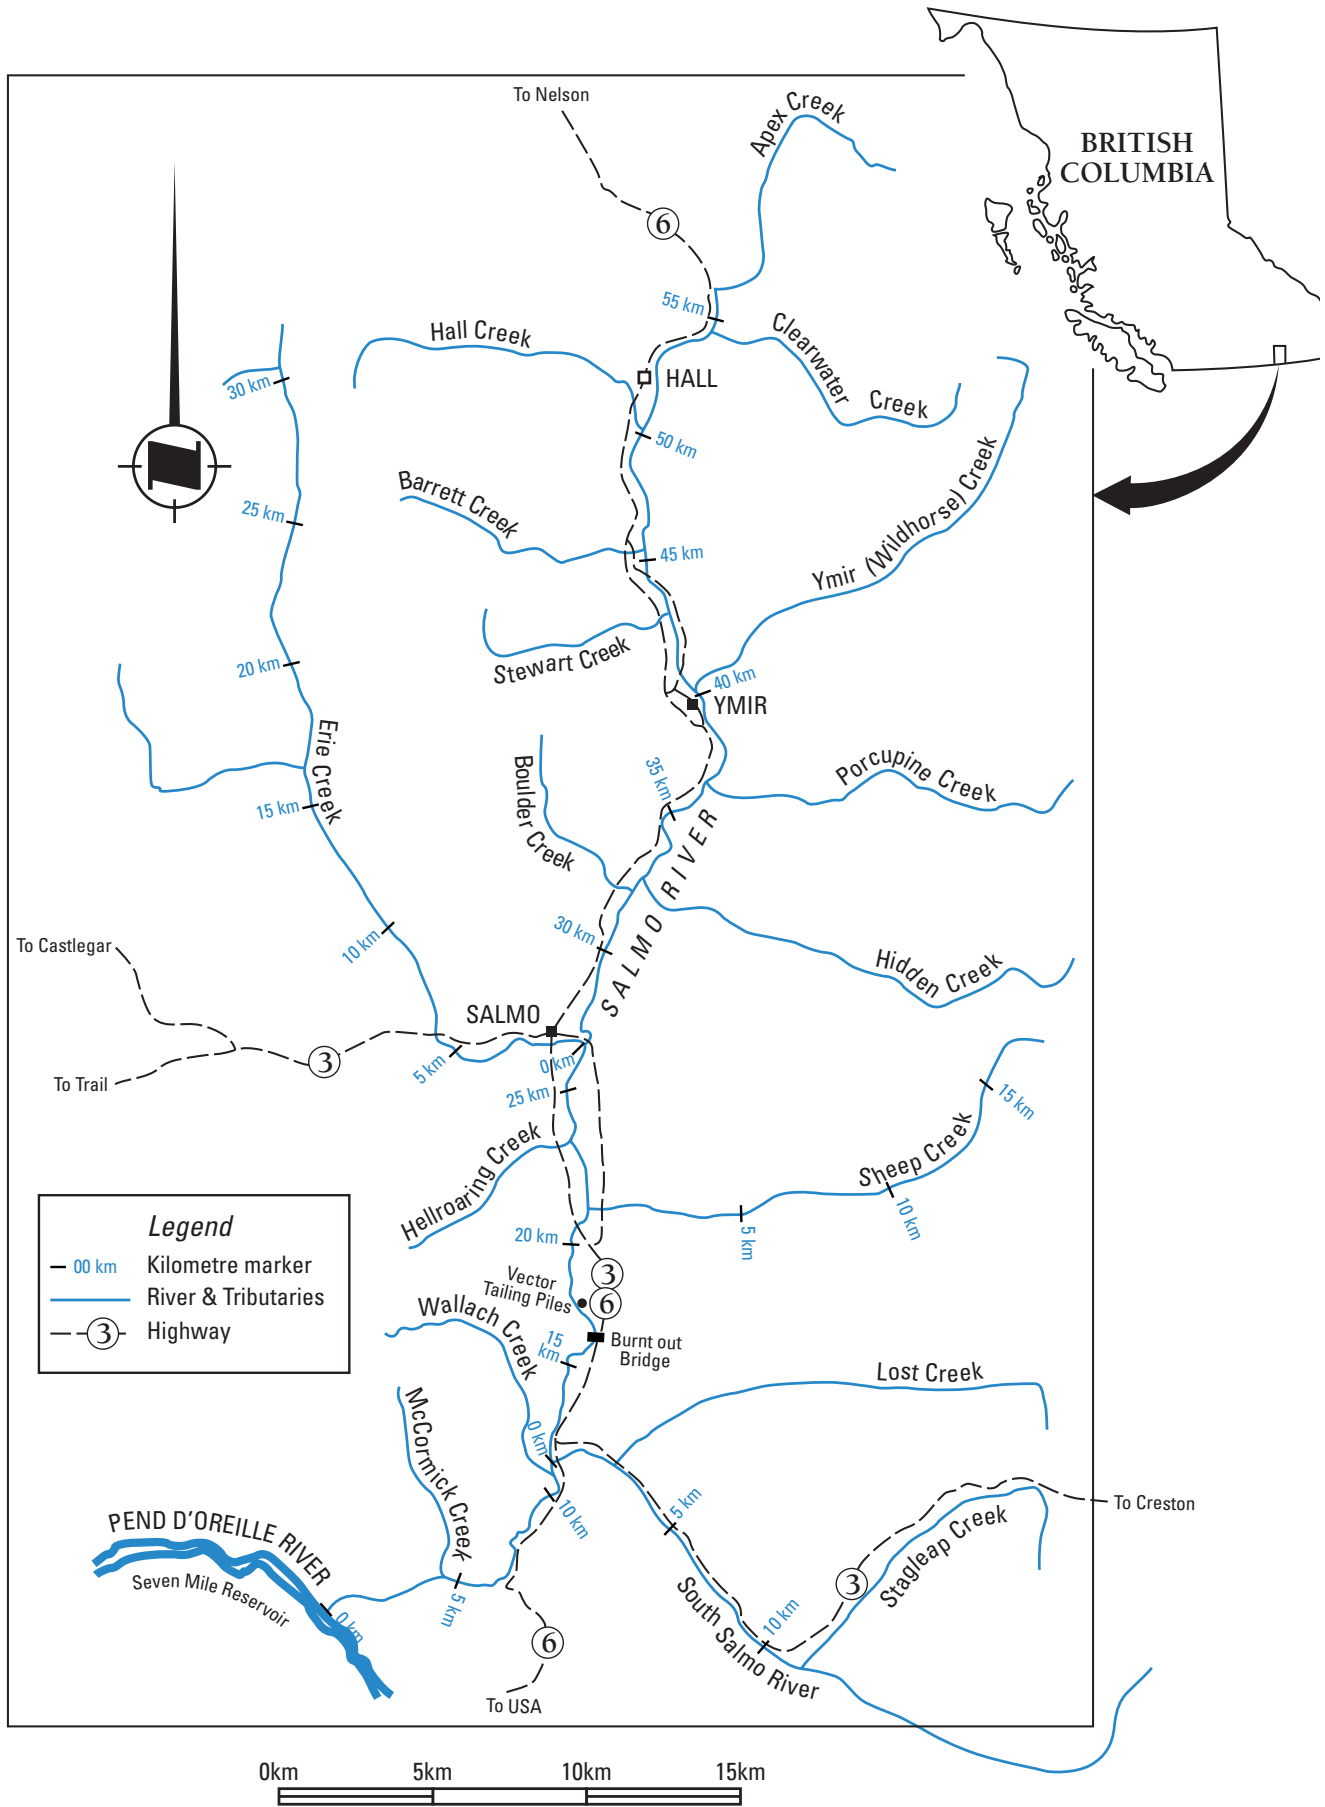 To Nelson
Apex Creek
BRITISH
COLUMBIA
6
55 km
Hall Creek
Clearwater Creek
30 km
HALL
50 km
Barrett Creek
Ymir (Wildhorse) Creek
25 km
45 km
Stewart Creek
20 km
40 km
YMIR
Erie Creek
Boulder Creek
35 km
Porcupine Creek
15 km
SALMO RIVER
30 km
10 km
To Castlegar
Hidden Creek
SALMO
3
5 km
0 km
To Trail
25 km
15 km
Hellroaring Creek
Sheep Creek
10 km
5 km
20 km
Legend
00 km Kilometre marker
River & Tributaries
3 Highway
3
Vector
Tailing Piles
6
Wallach Creek
15
km
Burnt out
Bridge
Lost Creek
McCormick Creek
0 km
10 km
5 km
To Creston
PEND D'OREILLE RIVER
Seven Mile Reservoir
0 km
5 km
Stagleap Creek
3
10 km
South Salmo River
6
To USA
0km 5km 10km 15km